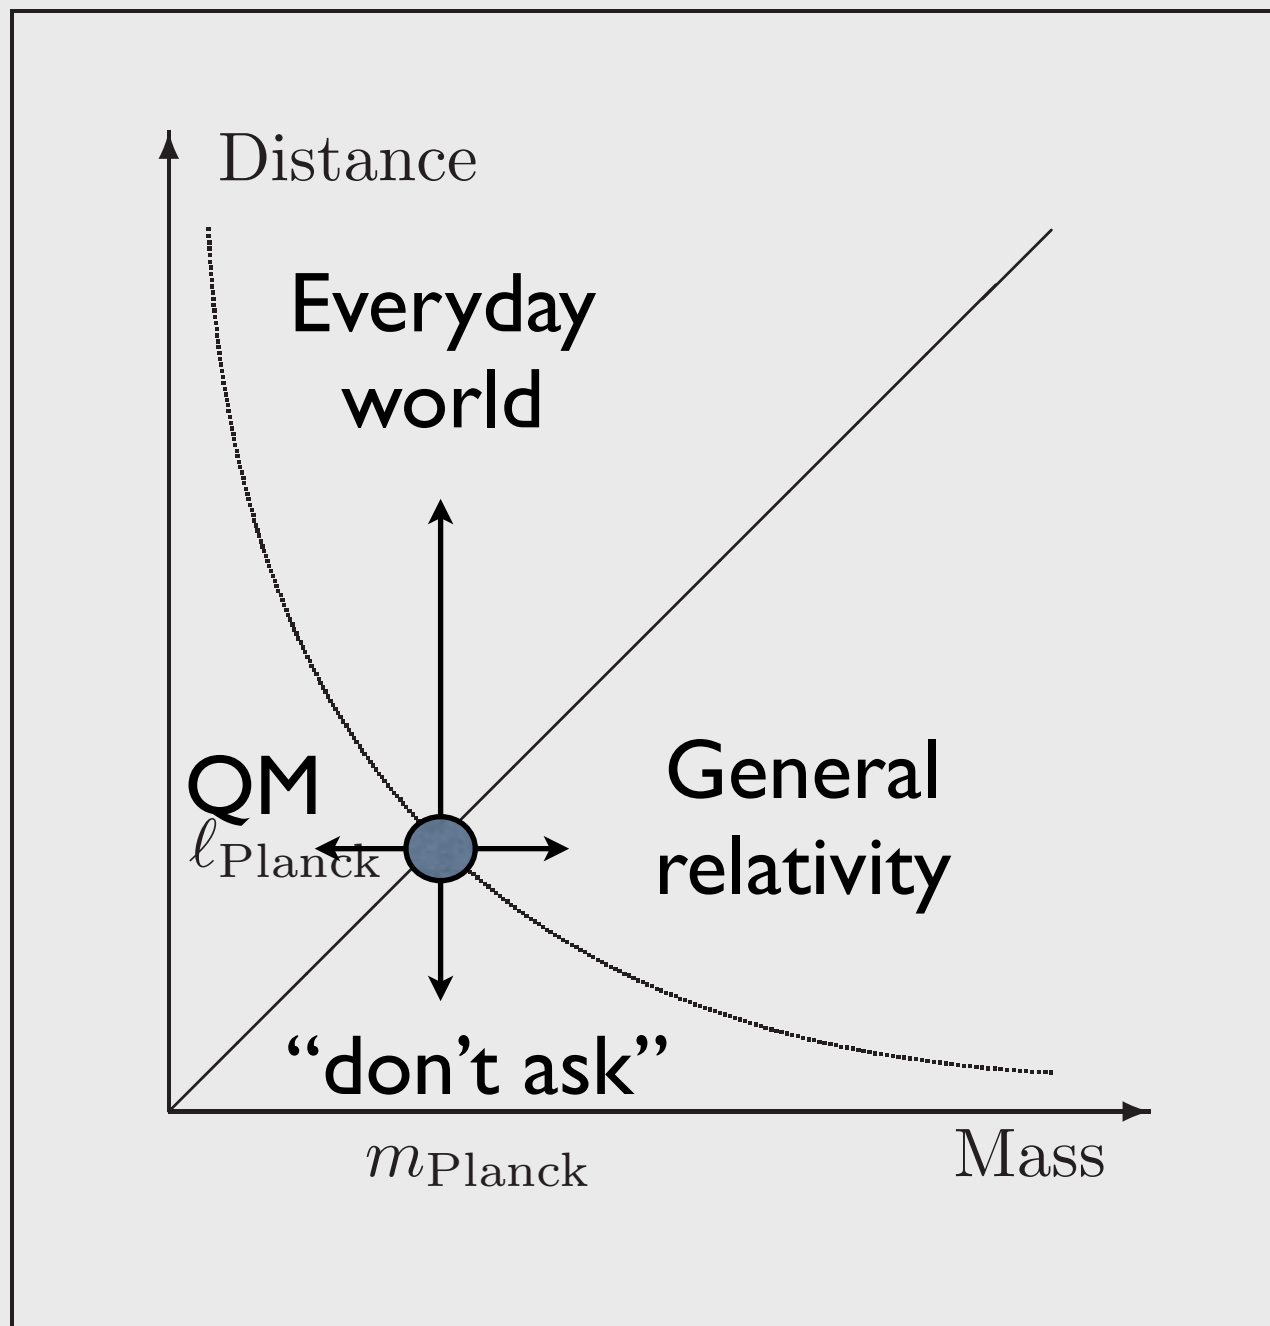 Distance
Everyday
world
QM
ℓPlanck
General
relativity
“don’t ask”
mPlanck
Mass